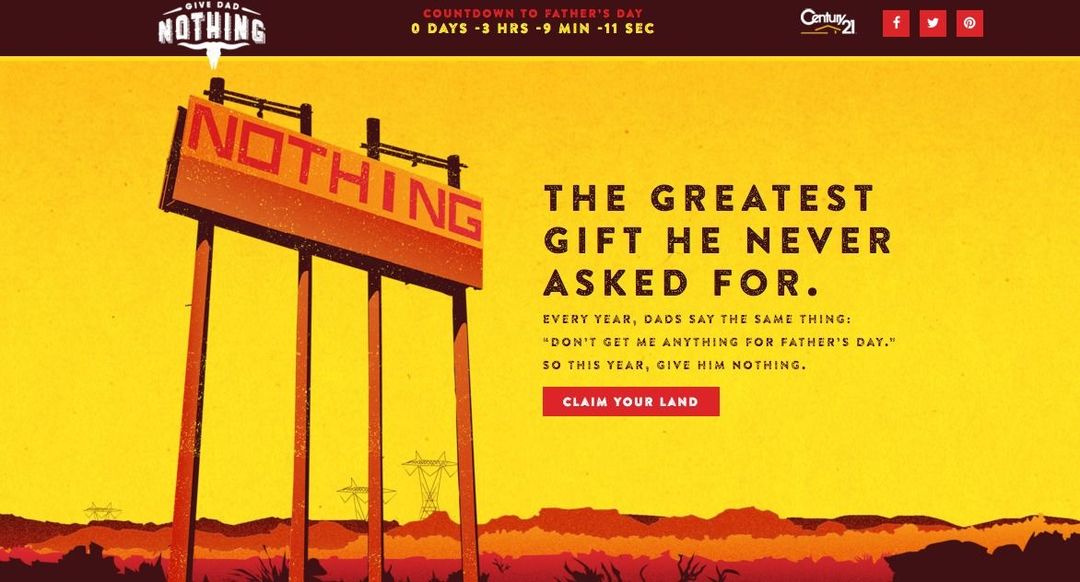 GIVE DAD
NOTHING
COUNTDOWN TO FATHER'S DAY
0 DAYS -3 HRS -9 MIN -11 SEC
Century 21
NOTHING
THE GREATEST
GIFT HE NEVER
ASKED FOR.
EVERY YEAR, DADS SAY THE SAME THING:
"DON'T GET ME ANYTHING FOR FATHER'S DAY."
SO THIS YEAR, GIVE HIM NOTHING.
CLAIM YOUR LAND